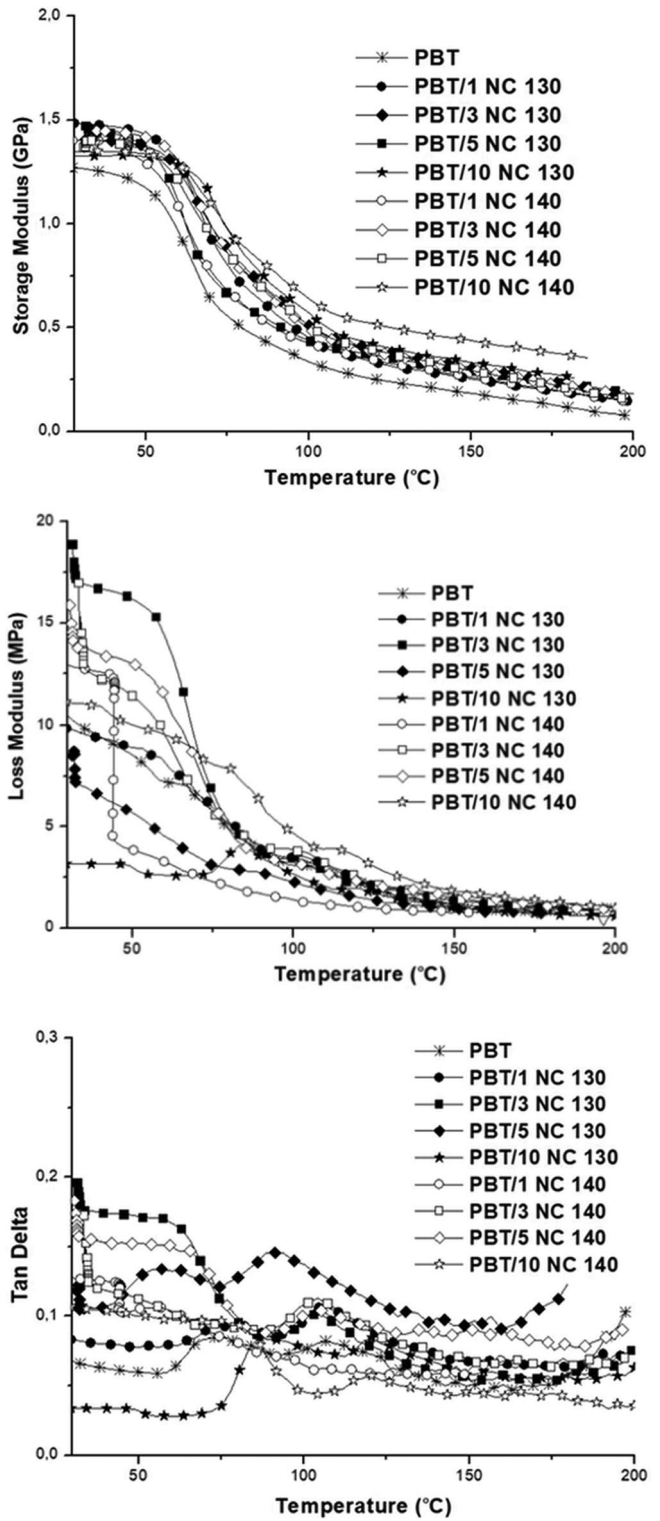 2,0
1,5
1,0
0,5
0,0
Storage Modulus (GPa)
PBT
PBT/1 NC 130
PBT/3 NC 130
PBT/5 NC 130
PBT/10 NC 130
PBT/1 NC 140
PBT/3 NC 140
PBT/5 NC 140
PBT/10 NC 140
50 100 150 200
Temperature (°C)
20
15
10
5
0
Loss Modulus (MPa)
PBT
PBT/1 NC 130
PBT/3 NC 130
PBT/5 NC 130
PBT/10 NC 130
PBT/1 NC 140
PBT/3 NC 140
PBT/5 NC 140
PBT/10 NC 140
50 100 150 200
Temperature (°C)
0,3
0,2
0,1
0,0
Tan Delta
PBT
PBT/1 NC 130
PBT/3 NC 130
PBT/5 NC 130
PBT/10 NC 130
PBT/1 NC 140
PBT/3 NC 140
PBT/5 NC 140
PBT/10 NC 140
50 100 150 200
Temperature (°C)